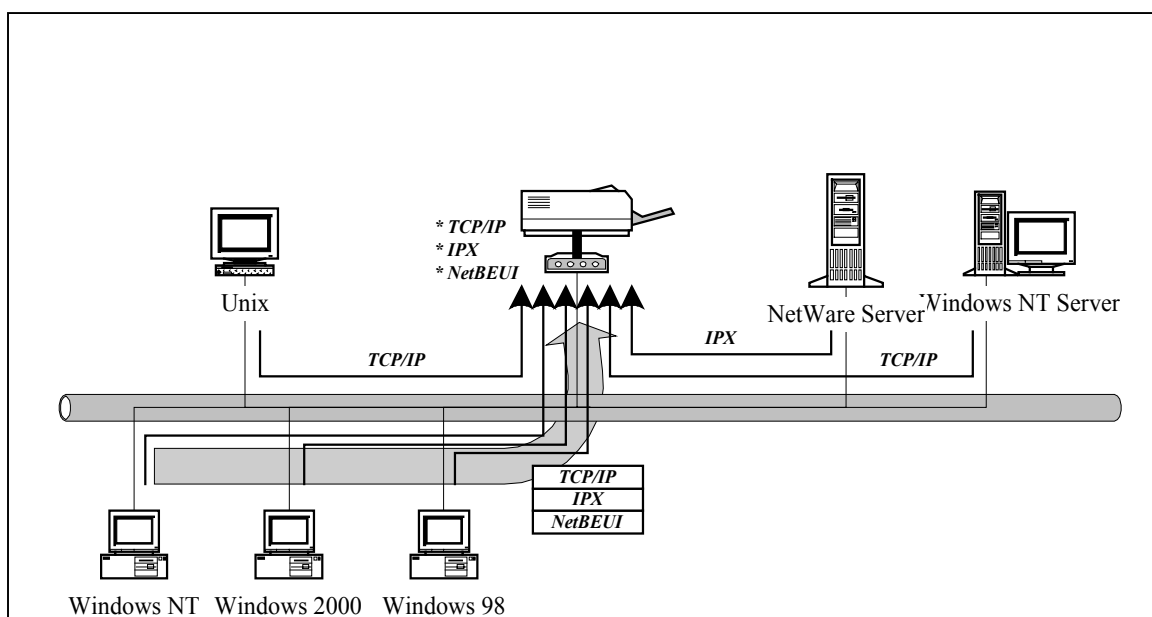 * TCP/IP
* IPX
* NetBEUI
Unix
NetWare Server
Windows NT Server
IPX
TCP/IP
TCP/IP
TCP/IP
IPX
NetBEUI
Windows NT
Windows 2000
Windows 98